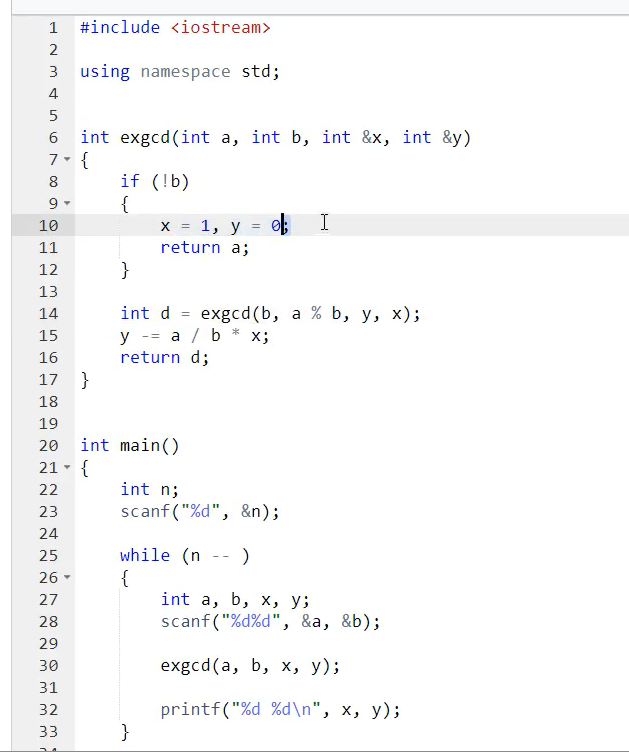 1 #include <iostream>
2
3 using namespace std;
4
5
6 int exgcd(int a, int b, int &x, int &y)
7 {
8 if (!b)
9 {
10 x = 1, y = 0;
11 return a;
12 }
13
14 int d = exgcd(b, a % b, y, x);
15 y -= a / b * x;
16 return d;
17 }
18
19
20 int main()
21 {
22 int n;
23 scanf("%d", &n);
24
25 while (n -- )
26 {
27 int a, b, x, y;
28 scanf("%d%d", &a, &b);
29
30 exgcd(a, b, x, y);
31
32 printf("%d %d\n", x, y);
33 }